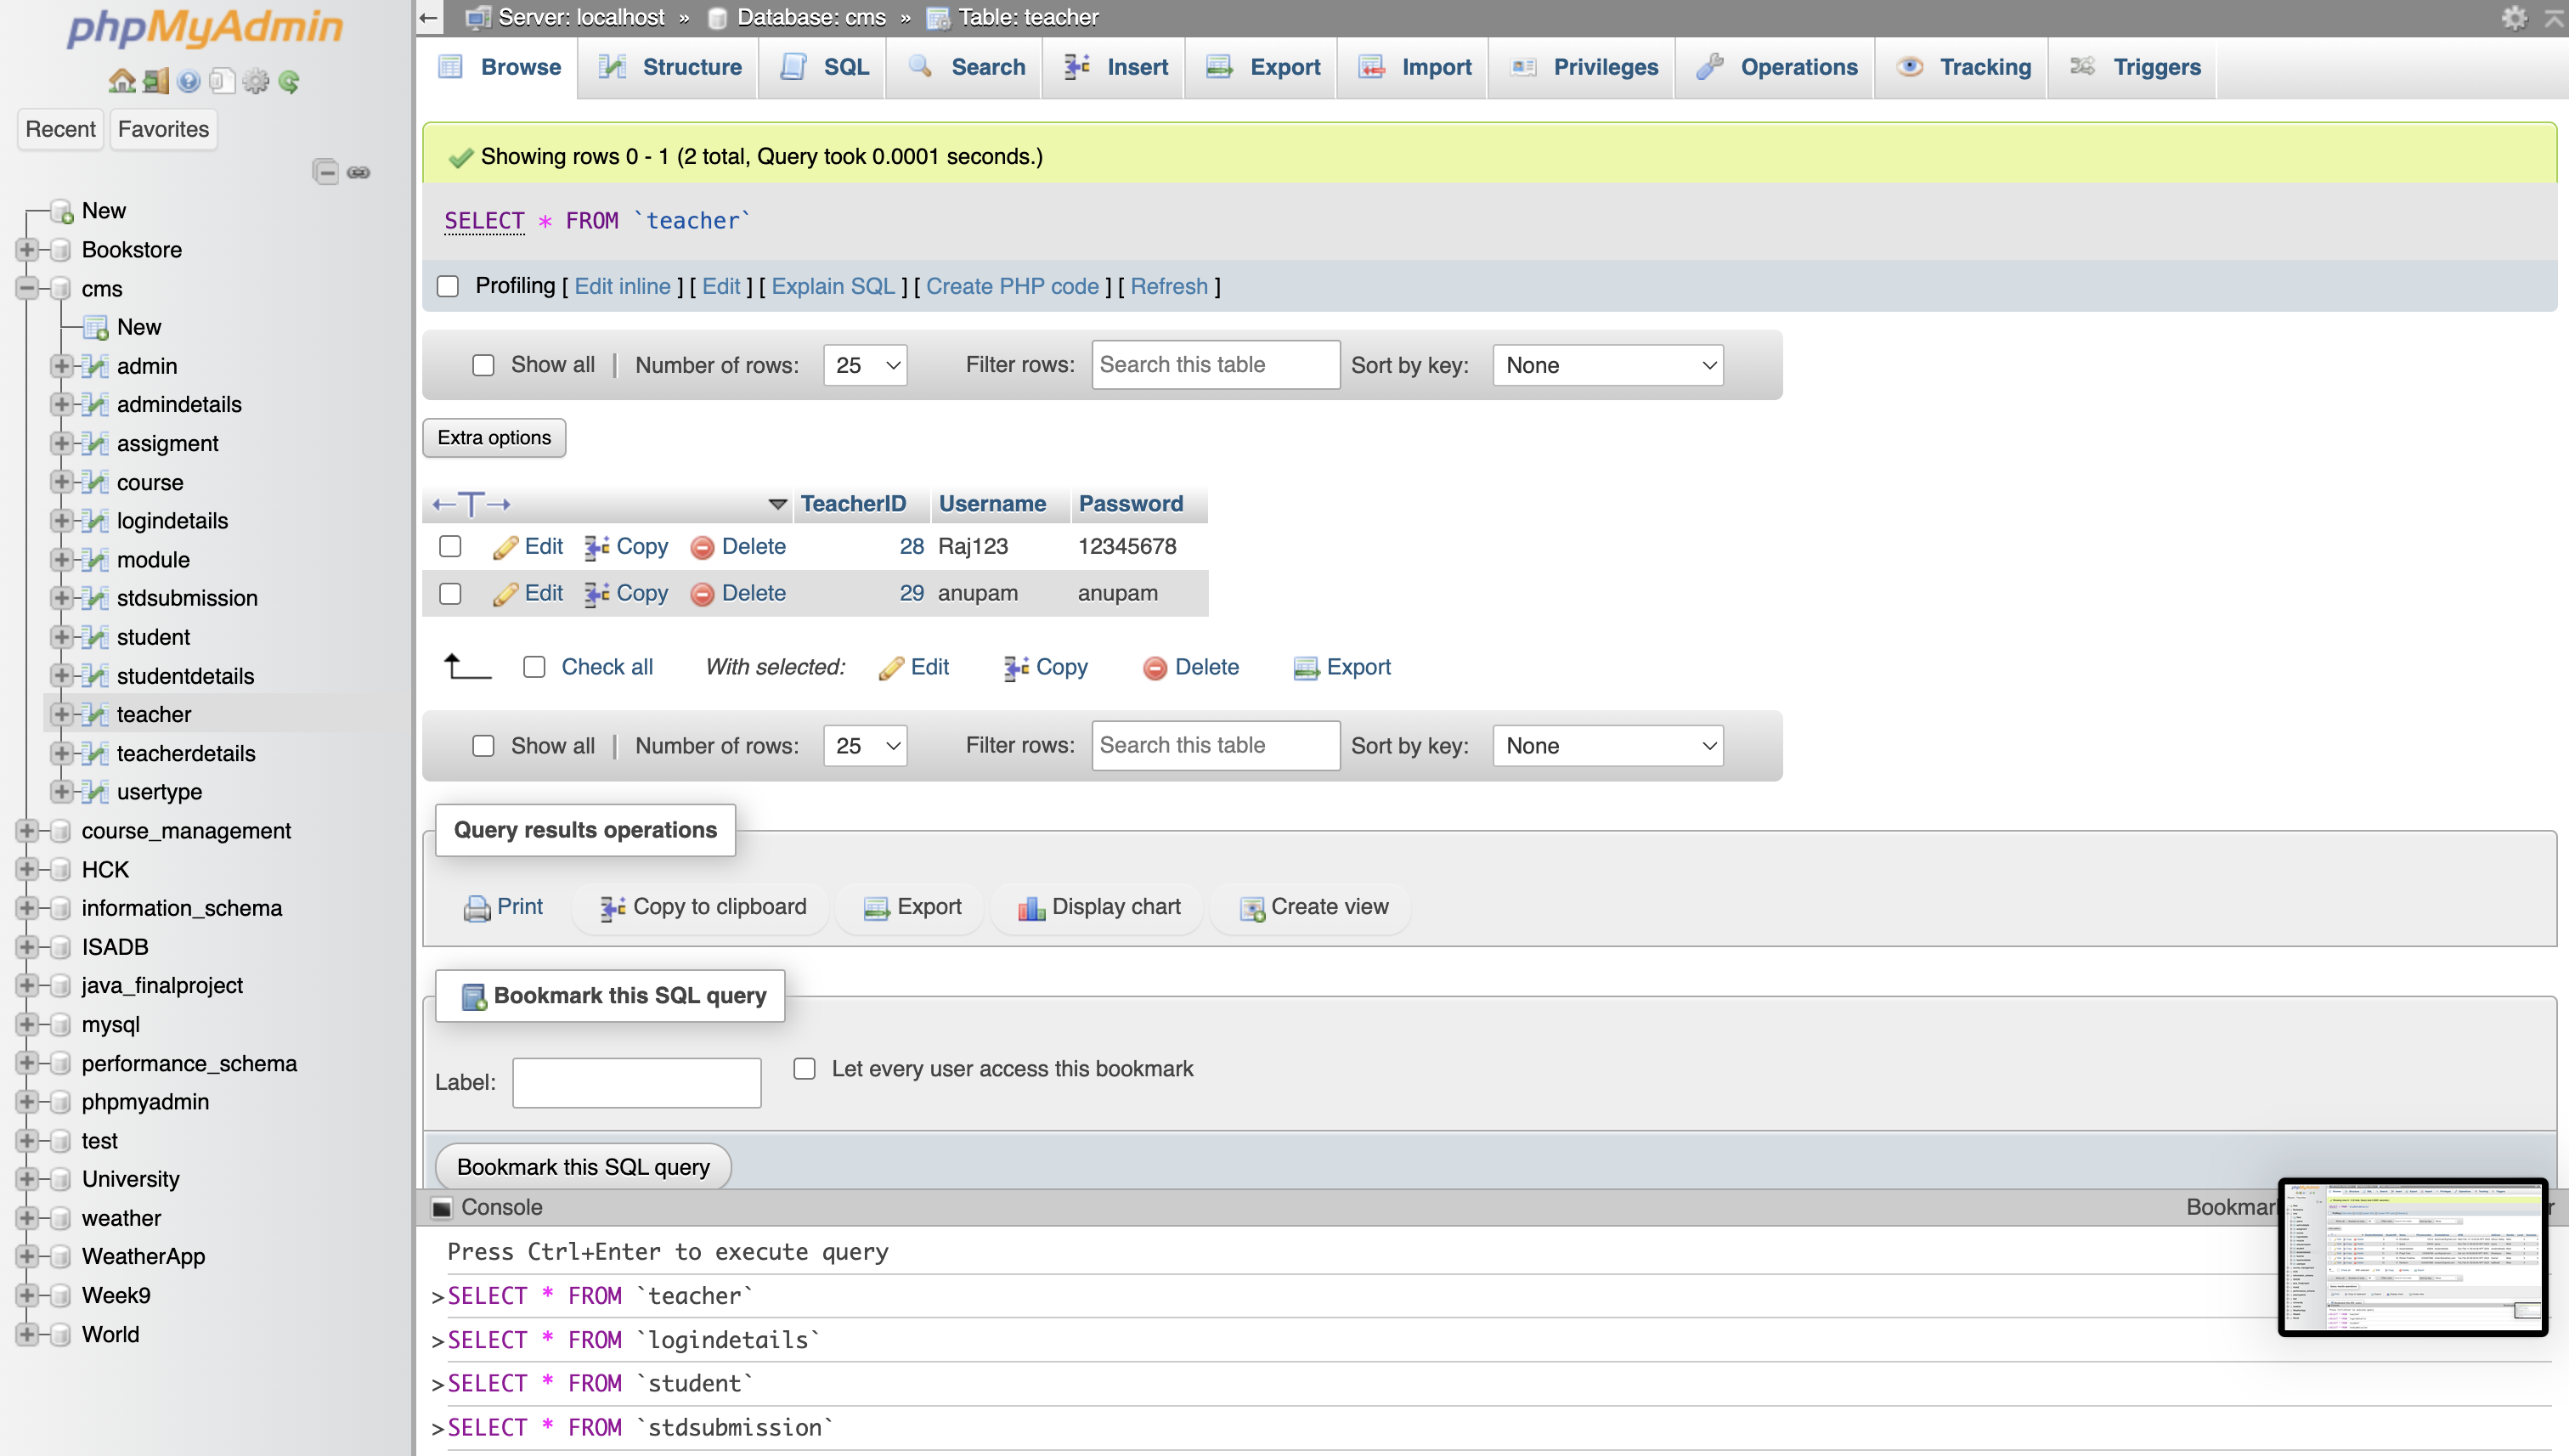 phpMyAdmin
Recent
Favorites
New
Bookstore
cms
New
admin
admindetails
assigment
course
logindetails
module
stdsubmission
student
studentdetails
teacher
teacherdetails
usertype
course_management
HCK
information_schema
ISADB
java_finalproject
mysql
performance_schema
phpmyadmin
test
University
weather
WeatherApp
Week9
World
Server: localhost » Database: cms » Table: teacher
Browse Structure SQL Search Insert Export Import Privileges Operations Tracking Triggers
Showing rows 0 - 1 (2 total, Query took 0.0001 seconds.)
SELECT * FROM `teacher`
Profiling [ Edit inline ] [ Edit ] [ Explain SQL ] [ Create PHP code ] [ Refresh ]
Show all | Number of rows: 25 Filter rows: Search this table Sort by key: None
Extra options
←T→ TeacherID Username Password
Edit Copy Delete 28 Raj123 12345678
Edit Copy Delete 29 anupam anupam
Check all With selected: Edit Copy Delete Export
Show all | Number of rows: 25 Filter rows: Search this table Sort by key: None
Query results operations
Print Copy to clipboard Export Display chart Create view
Bookmark this SQL query
Label: Let every user access this bookmark
Bookmark this SQL query
Console
Press Ctrl+Enter to execute query
>SELECT * FROM `teacher`
>SELECT * FROM `logindetails`
>SELECT * FROM `student`
>SELECT * FROM `stdsubmission`